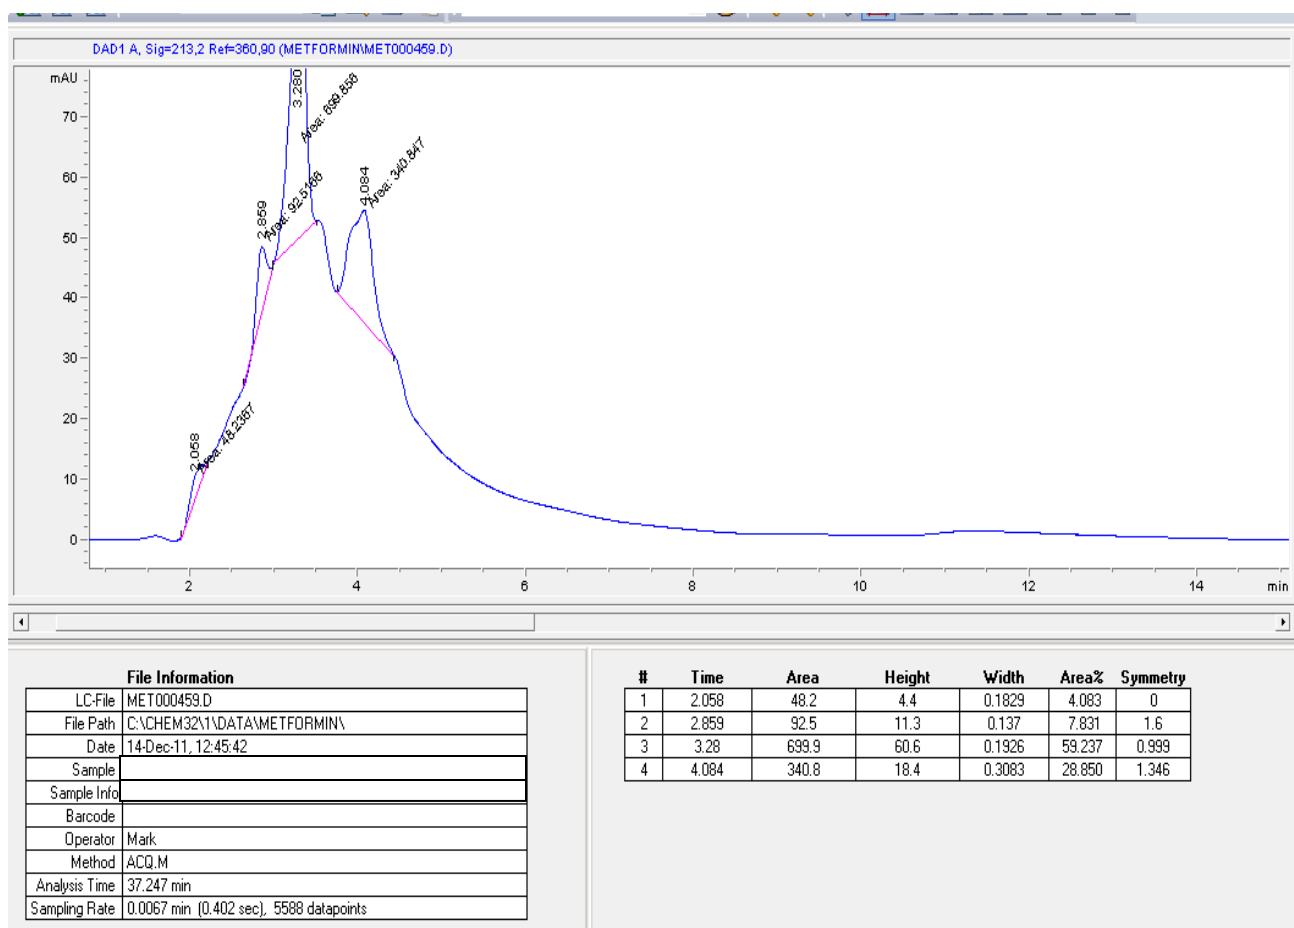 DAD1 A, Sig=213,2 Ref=360,90 (METFORMIN\MET000459.D)
mAU
70
60
50
40
30
20
10
0
2.058
Area: 48.2367
2.859
Area: 92.5166
3.280
Area: 699.856
4.084
Area: 340.847
2 4 6 8 10 12 14 min
File Information
LC-File MET000459.D
File Path C:\CHEM32\1\DATA\METFORMIN\
Date 14-Dec-11, 12:45:42
Sample
Sample Info
Barcode
Operator Mark
Method ACQ.M
Analysis Time 37.247 min
Sampling Rate 0.0067 min (0.402 sec), 5588 datapoints
# Time Area Height Width Area% Symmetry
1 2.058 48.2 4.4 0.1829 4.083 0
2 2.859 92.5 11.3 0.137 7.831 1.6
3 3.28 699.9 60.6 0.1926 59.237 0.999
4 4.084 340.8 18.4 0.3083 28.850 1.346